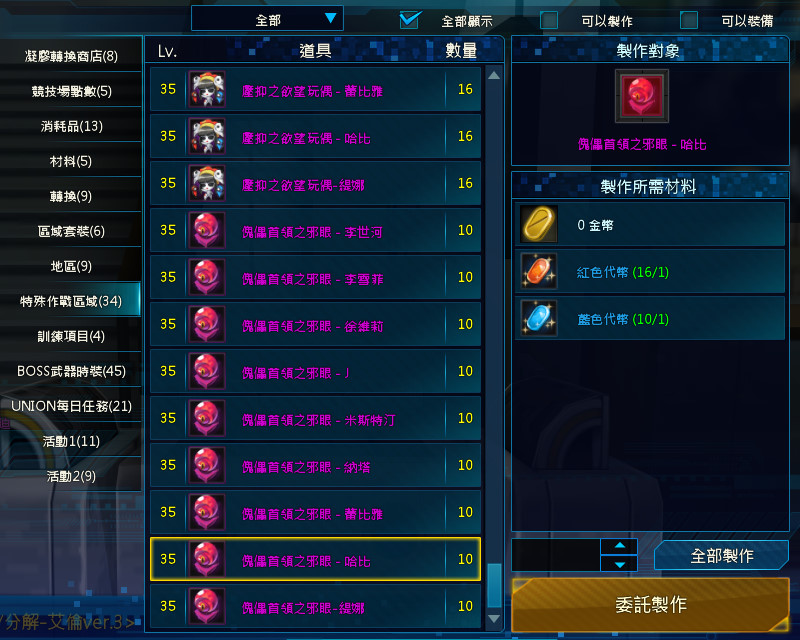 全部
全部顯示
可以製作
可以裝備
凝膠轉換商店(8)
競技場點數(5)
消耗品(13)
材料(5)
轉換(9)
區域套裝(6)
地區(9)
特殊作戰區域(34)
訓練項目(4)
BOSS武器時裝(45)
UNION每日任務(21)
活動1(11)
活動2(9)
Lv. 道具 數量
35 壓抑之欲望玩偶 - 蕾比雅 16
35 壓抑之欲望玩偶 - 哈比 16
35 壓抑之欲望玩偶-緹娜 16
35 傀儡首領之邪眼 - 李世河 10
35 傀儡首領之邪眼 - 李雪菲 10
35 傀儡首領之邪眼 - 徐維莉 10
35 傀儡首領之邪眼 - J 10
35 傀儡首領之邪眼 - 米斯特汀 10
35 傀儡首領之邪眼 - 納塔 10
35 傀儡首領之邪眼 - 蕾比雅 10
35 傀儡首領之邪眼 - 哈比 10
35 傀儡首領之邪眼-緹娜 10
製作對象
傀儡首領之邪眼 - 哈比
製作所需材料
0 金幣
紅色代幣 (16/1)
藍色代幣 (10/1)
全部製作
委託製作
/分解-艾倫ver.3>